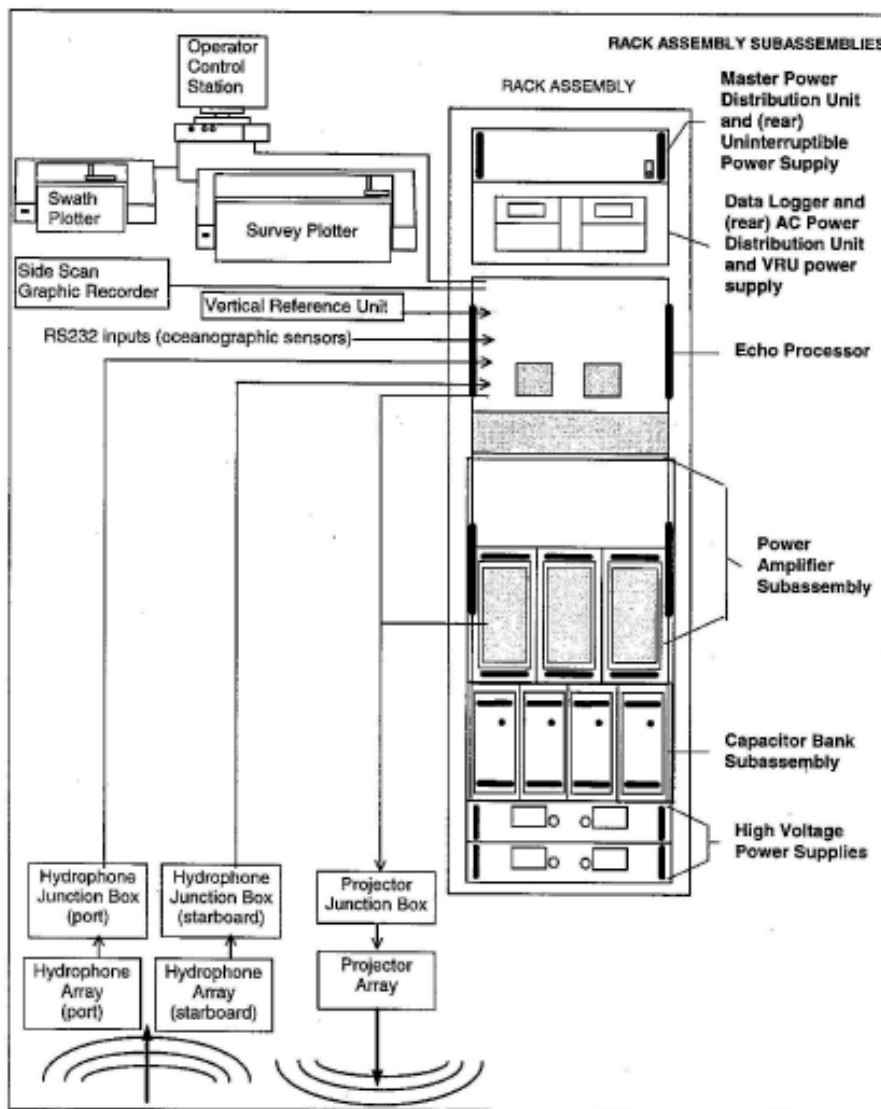 RACK ASSEMBLY SUBASSEMBLIES
Operator
Control
Station
RACK ASSEMBLY
Master Power
Distribution Unit
and (rear)
Uninterruptible
Power Supply
Swath
Plotter
Survey Plotter
Data Logger and
(rear) AC Power
Distribution Unit
and VRU power
supply
Side Scan
Graphic Recorder
Vertical Reference Unit
RS232 inputs (oceanographic sensors)
Echo Processor
Power
Amplifier
Subassembly
Capacitor Bank
Subassembly
High Voltage
Power Supplies
Hydrophone
Junction Box
(port)
Hydrophone
Junction Box
(starboard)
Projector
Junction Box
Hydrophone
Array
(port)
Hydrophone
Array
(starboard)
Projector
Array